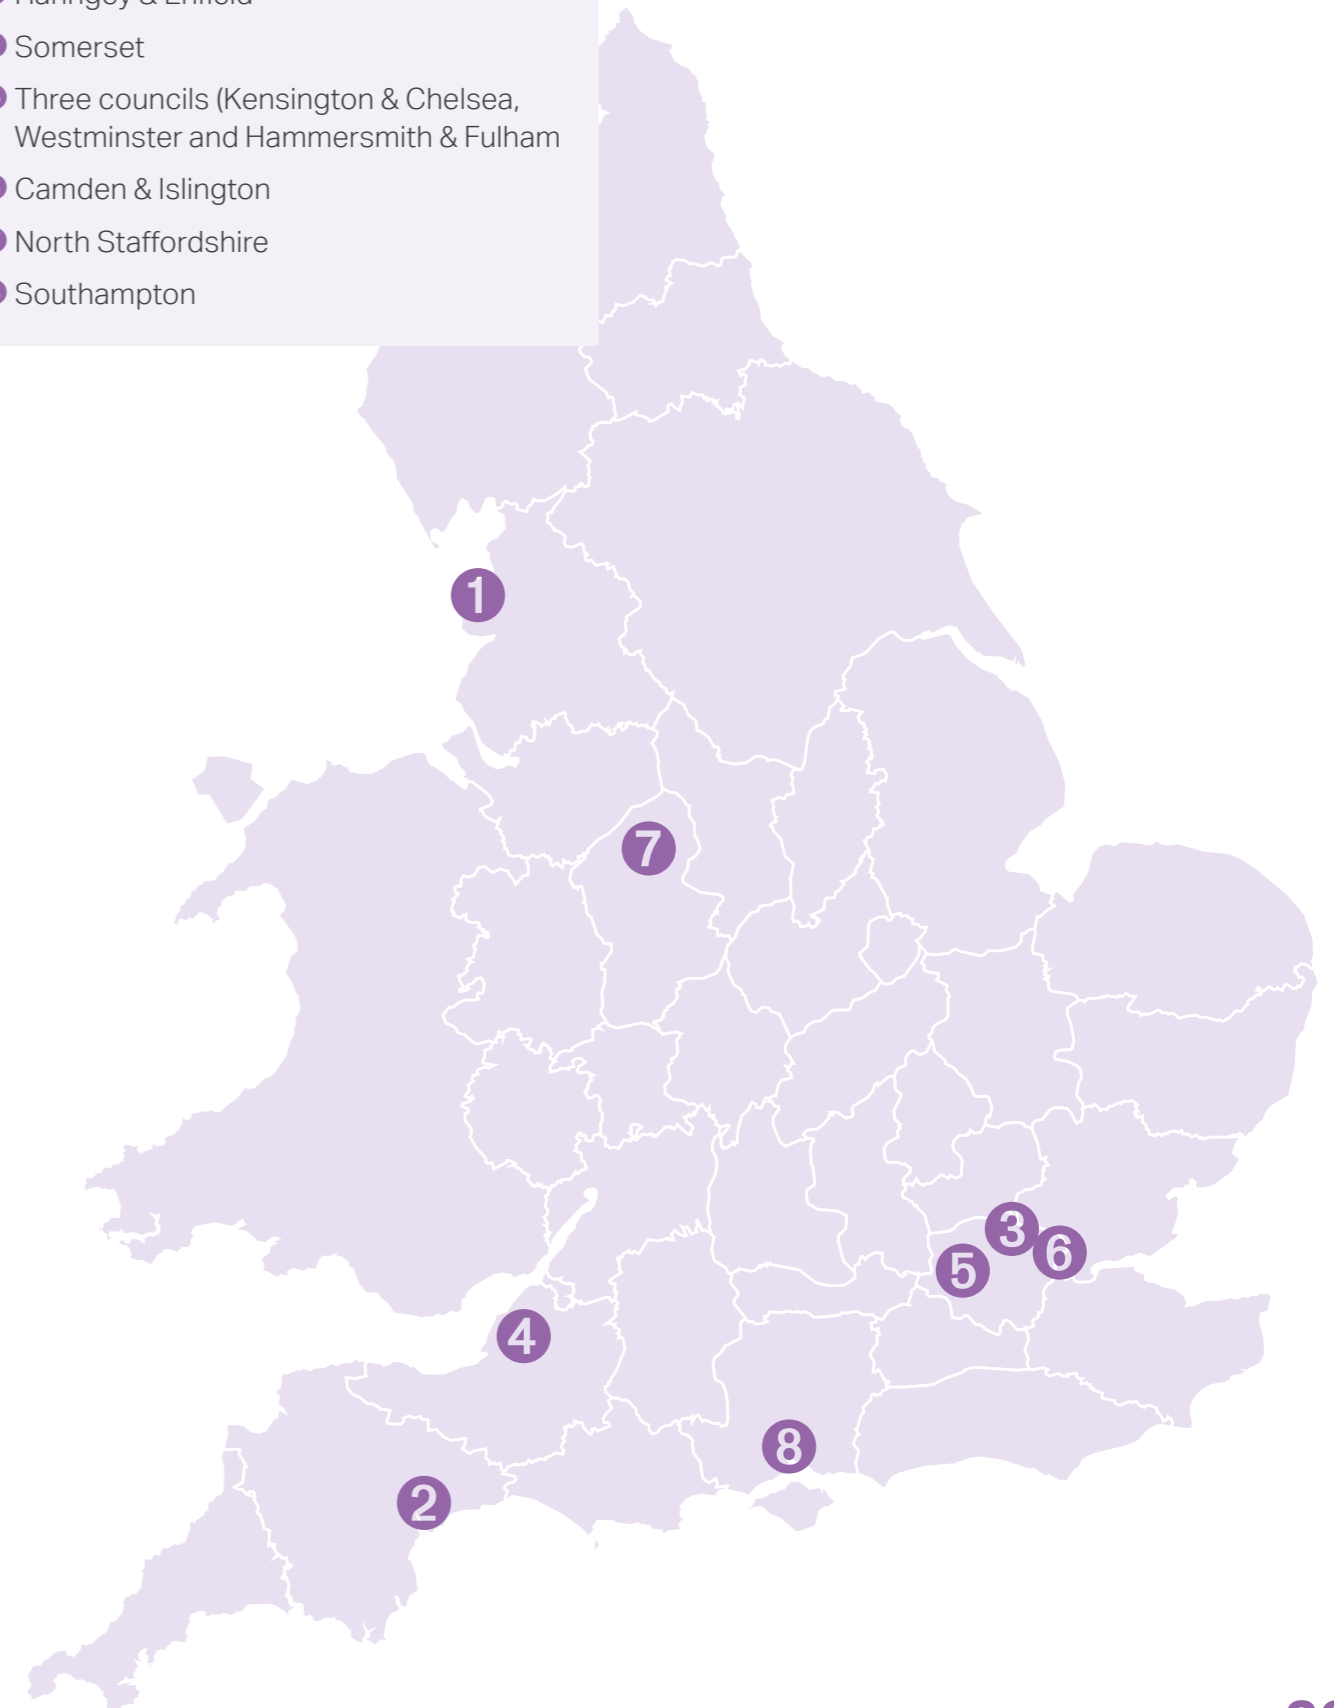 Somerset
Three councils (Kensington & Chelsea,
Westminster and Hammersmith & Fulham
Camden & Islington
North Staffordshire
Southampton
1
7
3
6
5
4
8
2